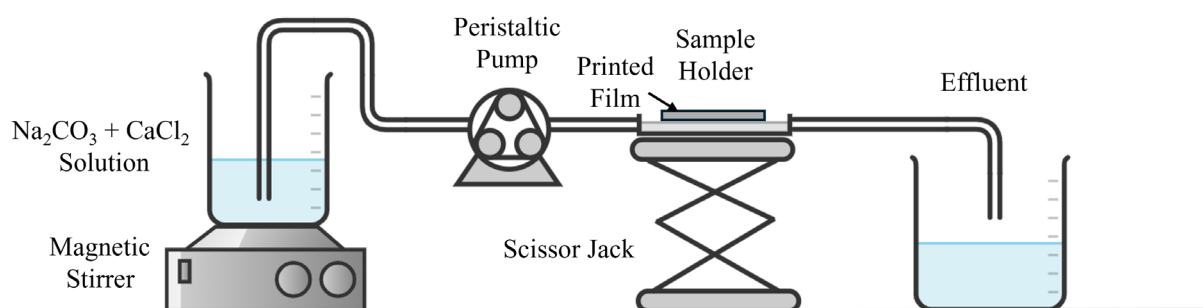 Na₂CO₃ + CaCl₂
Solution
Magnetic
Stirrer
Peristaltic
Pump
Printed
Film
Sample
Holder
Scissor Jack
Effluent